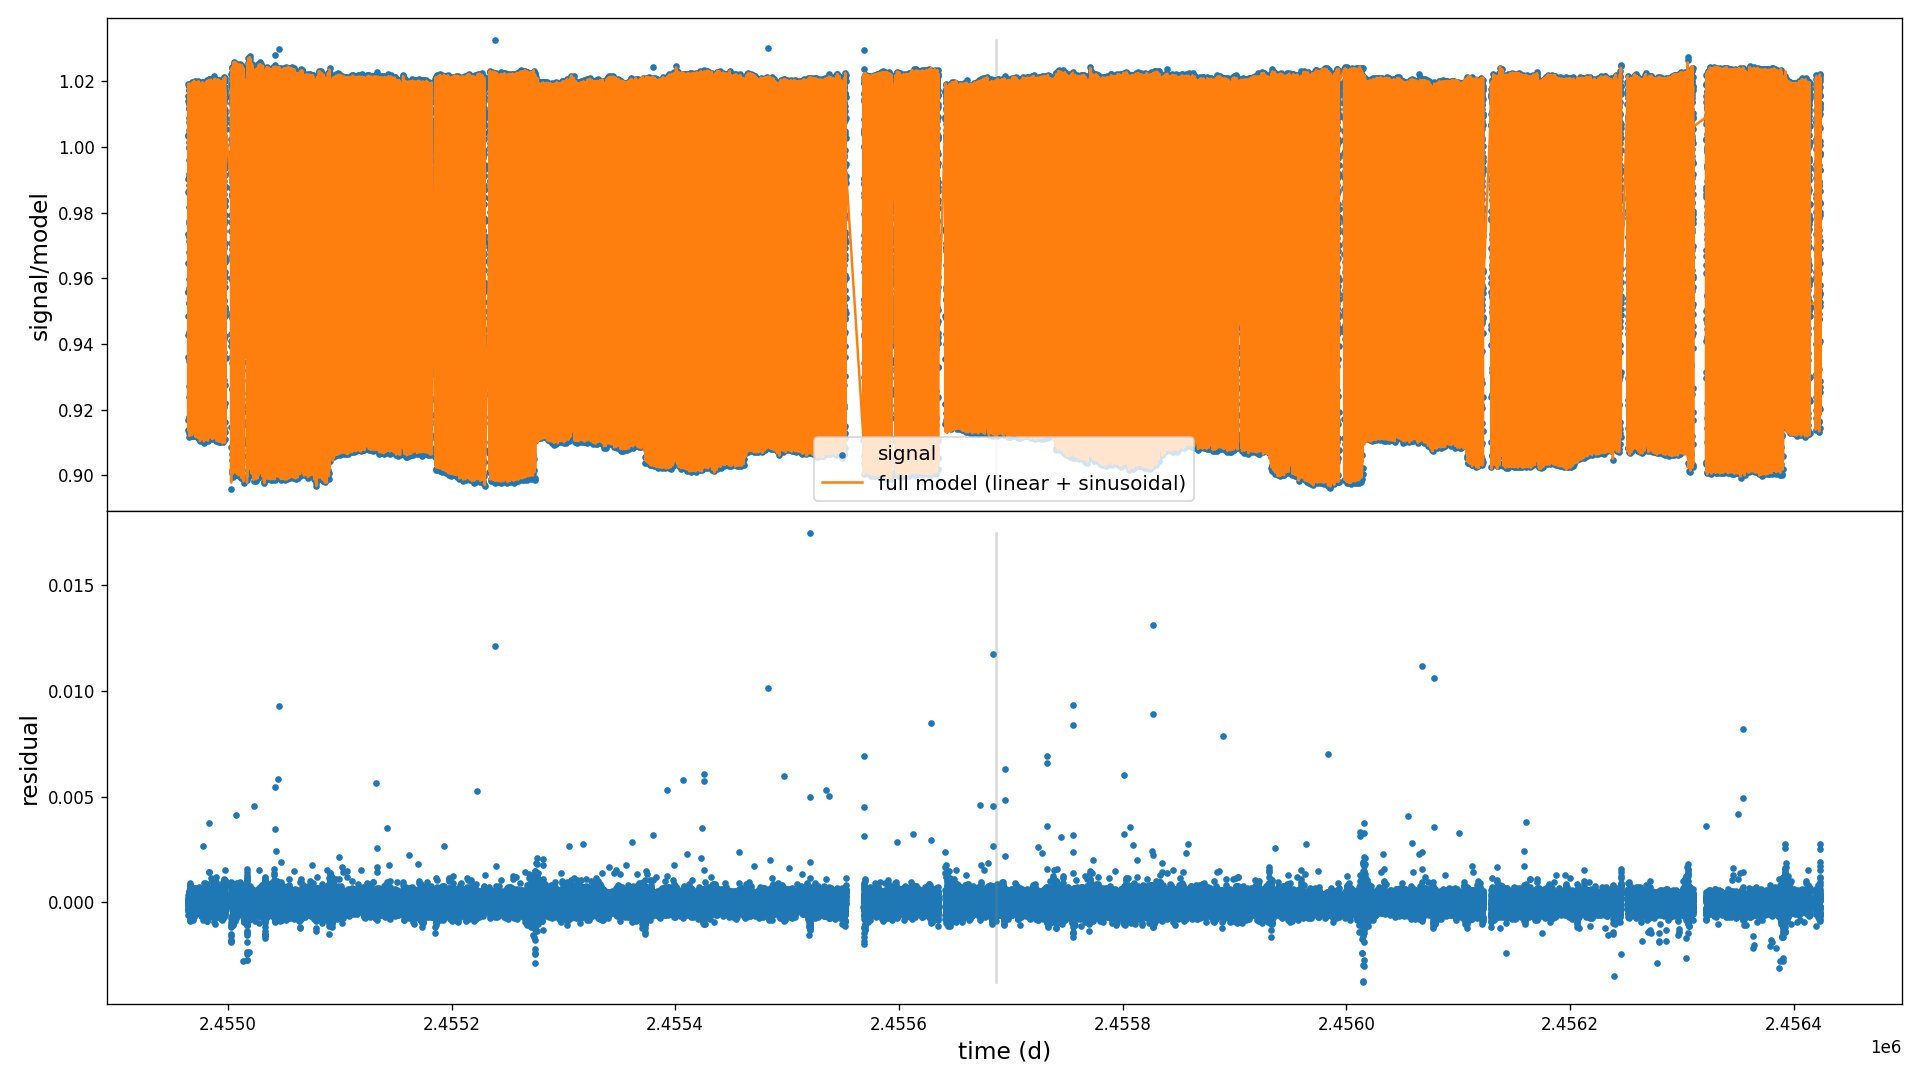 1.02
1.00
0.98
0.96
0.94
0.92
0.90
signal/model
signal
full model (linear + sinusoidal)
0.015
0.010
0.005
0.000
residual
2.4550 2.4552 2.4554 2.4556 2.4558 2.4560 2.4562 2.4564
1e6
time (d)